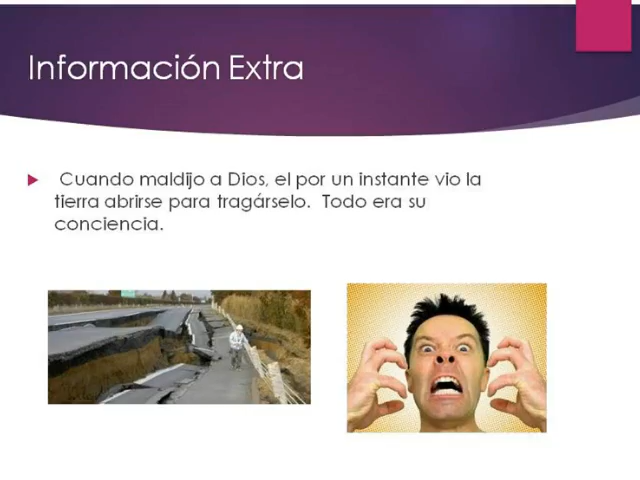 Información Extra
Cuando maldijo a Dios, el por un instante vio la
tierra abrirse para tragárselo. Todo era su
conciencia.